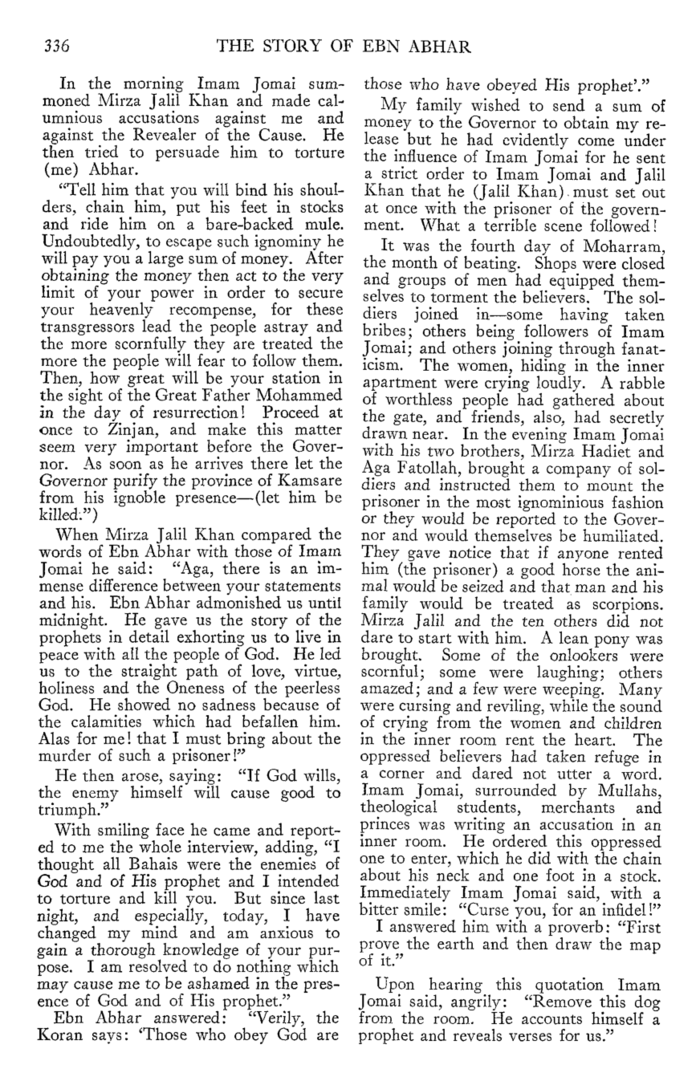 336
THE STORY OF EBN ABHAR
In the morning Imam Jomai sum-
moned Mirza Jalil Khan and made cal-
umnious accusations against me and
against the Revealer of the Cause. He
then tried to persuade him to torture
(me) Abhar.
“Tell him that you will bind his shoul-
ders, chain him, put his feet in stocks
and ride him on a bare-backed mule.
Undoubtedly, to escape such ignominy he
will pay you a large sum of money. After
obtaining the money then act to the very
limit of your power in order to secure
your heavenly recompense, for these
transgressors lead the people astray and
the more scornfully they are treated the
more the people will fear to follow them.
Then, how great will be your station in
the sight of the Great Father Mohammed
in the day of resurrection! Proceed at
once to Zinjan, and make this matter
seem very important before the Gover-
nor. As soon as he arrives there let the
Governor purify the province of Kamsare
from his ignoble presence—(let him be
killed.”)
When Mirza Jalil Khan compared the
words of Ebn Abhar with those of Imam
Jomai he said: “Aga, there is an im-
mense difference between your statements
and his. Ebn Abhar admonished us until
midnight. He gave us the story of the
prophets in detail exhorting us to live in
peace with all the people of God. He led
us to the straight path of love, virtue,
holiness and the Oneness of the peerless
God. He showed no sadness because of
the calamities which had befallen him.
Alas for me! that I must bring about the
murder of such a prisoner!”
He then arose, saying: “If God wills,
the enemy himself will cause good to
triumph.”
With smiling face he came and report-
ed to me the whole interview, adding, “I
thought all Bahais were the enemies of
God and of His prophet and I intended
to torture and kill you. But since last
night, and especially, today, I have
changed my mind and am anxious to
gain a thorough knowledge of your pur-
pose. I am resolved to do nothing which
may cause me to be ashamed in the pres-
ence of God and of His prophet.”
Ebn Abhar answered: “Verily, the
Koran says: ‘Those who obey God are
those who have obeyed His prophet’.”
My family wished to send a sum of
money to the Governor to obtain my re-
lease but he had evidently come under
the influence of Imam Jomai for he sent
a strict order to Imam Jomai and Jalil
Khan that he (Jalil Khan) must set out
at once with the prisoner of the govern-
ment. What a terrible scene followed!
It was the fourth day of Moharram,
the month of beating. Shops were closed
and groups of men had equipped them-
selves to torment the believers. The sol-
diers joined in—some having taken
bribes; others being followers of Imam
Jomai; and others joining through fanat-
icism. The women, hiding in the inner
apartment were crying loudly. A rabble
of worthless people had gathered about
the gate, and friends, also, had secretly
drawn near. In the evening Imam Jomai
with his two brothers, Mirza Hadiet and
Aga Fatollah, brought a company of sol-
diers and instructed them to mount the
prisoner in the most ignominious fashion
or they would be reported to the Gover-
nor and would themselves be humiliated.
They gave notice that if anyone rented
him (the prisoner) a good horse the ani-
mal would be seized and that man and his
family would be treated as scorpions.
Mirza Jalil and the ten others did not
dare to start with him. A lean pony was
brought. Some of the onlookers were
scornful; some were laughing; others
amazed; and a few were weeping. Many
were cursing and reviling, while the sound
of crying from the women and children
in the inner room rent the heart. The
oppressed believers had taken refuge in
a corner and dared not utter a word.
Imam Jomai, surrounded by Mullahs,
theological students, merchants and
princes was writing an accusation in an
inner room. He ordered this oppressed
one to enter, which he did with the chain
about his neck and one foot in a stock.
Immediately Imam Jomai said, with a
bitter smile: “Curse you, for an infidel!”
I answered him with a proverb: “First
prove the earth and then draw the map
of it.”
Upon hearing this quotation Imam
Jomai said, angrily: “Remove this dog
from the room. He accounts himself a
prophet and reveals verses for us.”